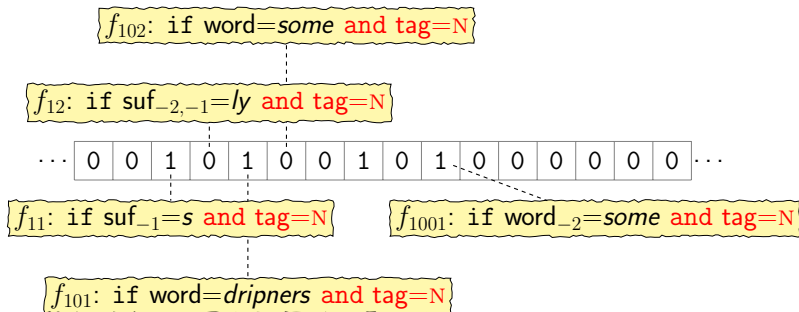 f102: if word=some and tag=N
f12: if suf−2,−1=ly and tag=N
··· 0 0 1 0 1 0 0 1 0 1 0 0 0 0 0 0 ···
f11: if suf−1=s and tag=N
f1001: if word−2=some and tag=N
f101: if word=dripners and tag=N